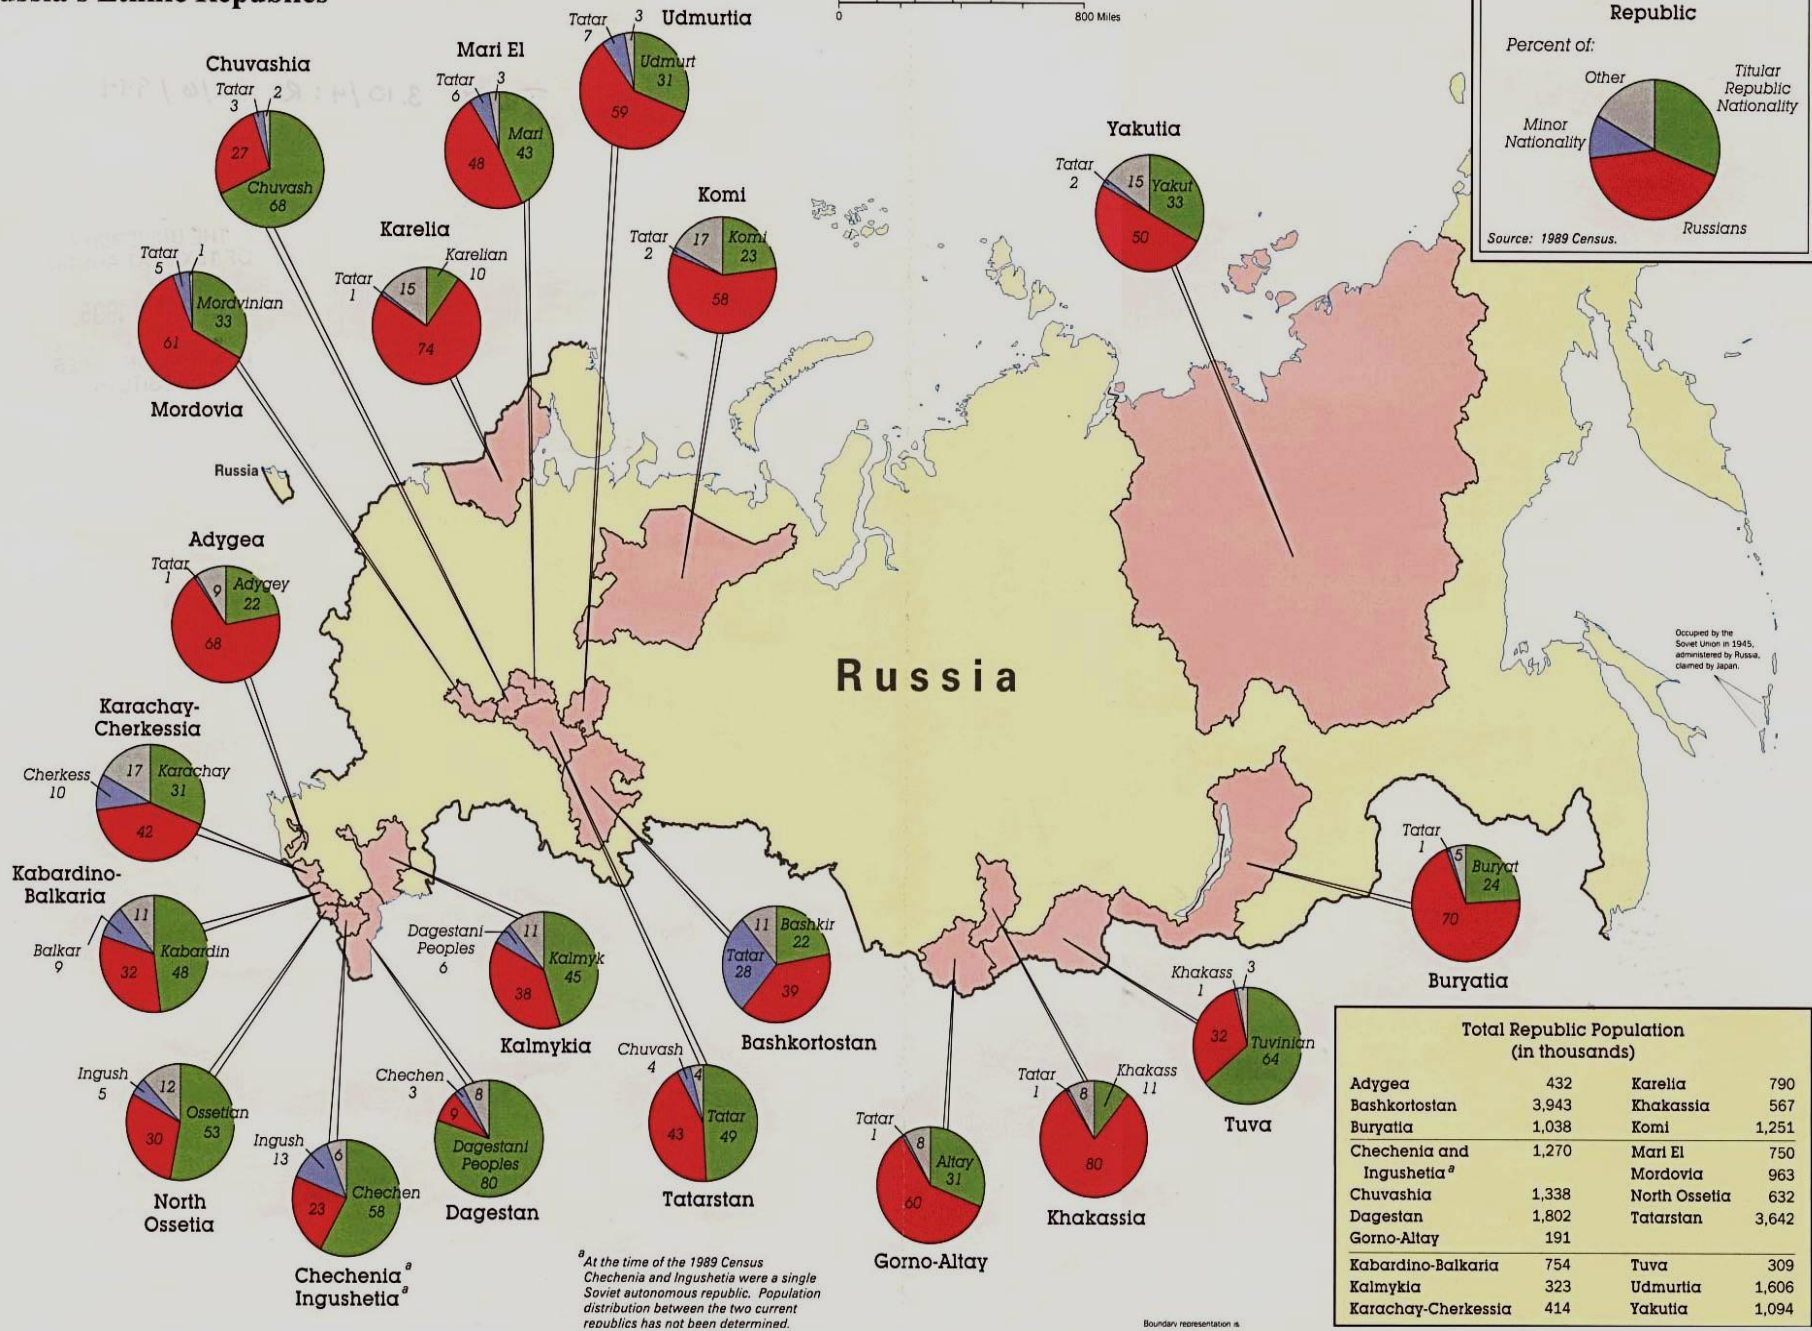 Russia's Ethnic Republics
0 800 Miles
Republic
Percent of:
Other
Titular
Republic
Nationality
Minor
Nationality
Russians
Source: 1989 Census.
Chuvashia
Tatar
3
2
27
Chuvash
68
Mari El
Tatar
6
3
Mari
43
48
Udmurtia
Tatar
7
3
Udmurt
31
59
Yakutia
Tatar
2
15
Yakut
33
50
Komi
Tatar
2
17
Komi
23
58
Karelia
Tatar
1
15
Karelian
10
74
Tatar
5
1
Mordvinian
33
61
Mordovia
Russia
Adygea
Tatar
1
9
Adygey
22
68
Russia
Occupied by the
Soviet Union in 1945,
administered by Russia,
claimed by Japan.
Karachay-
Cherkessia
17
Karachay
31
Cherkess
10
42
Kabardino-
Balkaria
11
Balkar
9
Kabardin
48
32
Dagestani
Peoples
6
11
Kalmyk
45
38
Kalmykia
11
Bashkir
22
Tatar
28
39
Bashkortostan
Tatar
1
5
Buryat
24
70
Buryatia
Khakass
1
3
32
Tuvinian
64
Tuva
Ingush
5
12
Ossetian
53
30
North
Ossetia
Ingush
13
6
Chechen
58
23
Chechenia a
Ingushetia a
Chechen
3
8
9
Dagestani
Peoples
80
Dagestan
Chuvash
4
4
Tatar
49
43
Tatarstan
Tatar
1
8
Altay
31
60
Gorno-Altay
Tatar
1
8
Khakass
11
80
Khakassia
a At the time of the 1989 Census
Chechenia and Ingushetia were a single
Soviet autonomous republic. Population
distribution between the two current
republics has not been determined.
Boundary representation is
Total Republic Population
(in thousands)
Adygea 432 Karelia 790
Bashkortostan 3,943 Khakassia 567
Buryatia 1,038 Komi 1,251
Chechenia and 1,270 Mari El 750
Ingushetia a Mordovia 963
Chuvashia 1,338 North Ossetia 632
Dagestan 1,802 Tatarstan 3,642
Gorno-Altay 191
Kabardino-Balkaria 754 Tuva 309
Kalmykia 323 Udmurtia 1,606
Karachay-Cherkessia 414 Yakutia 1,094